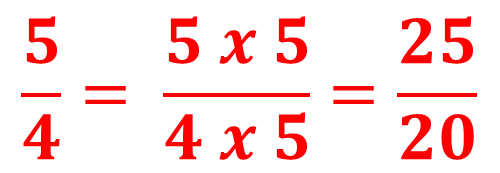 5/4 = 5 x 5/4 x 5 = 25/20